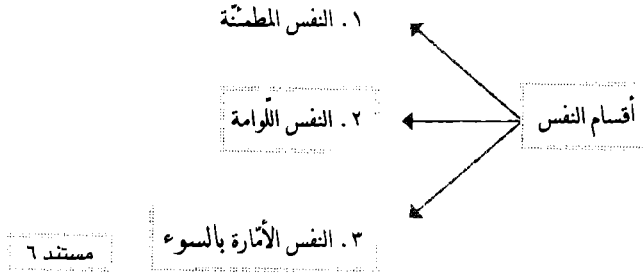 ١. النفس المطمئنّة
أقسام النفس
٢. النفس اللّوامة
٣. النفس الأمّارة بالسوء
مستند ٦